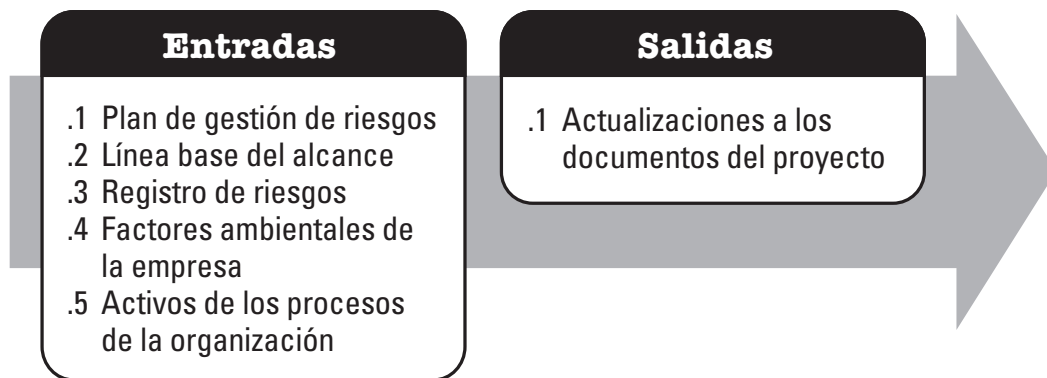 Entradas
.1 Plan de gestión de riesgos
.2 Línea base del alcance
.3 Registro de riesgos
.4 Factores ambientales de
la empresa
.5 Activos de los procesos
de la organización
Salidas
.1 Actualizaciones a los
documentos del proyecto